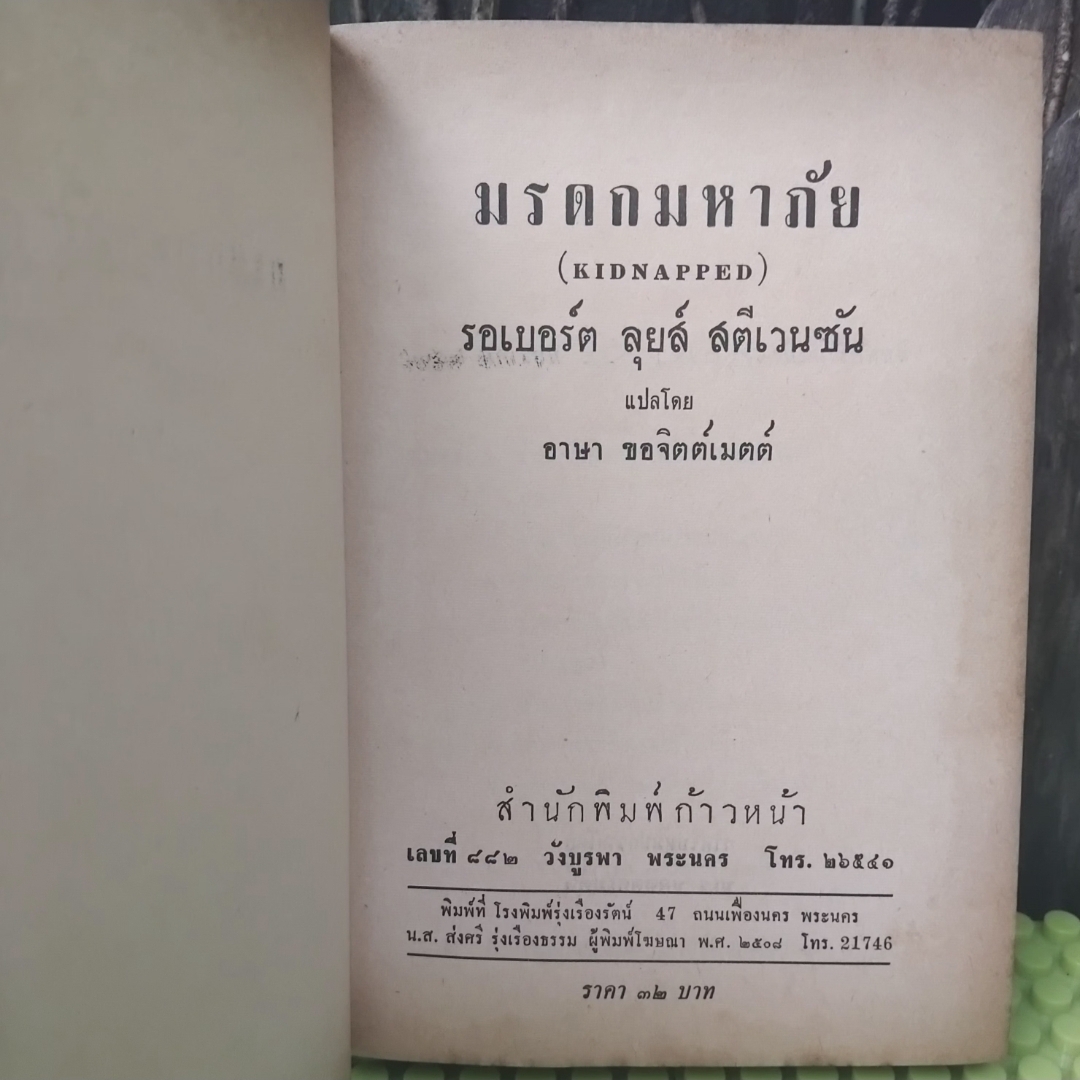 มรดกมหาภัย
(KIDNAPPED)
รอเบอร์ต ลุยส์ สตีเวนซัน
แปลโดย
อาษา ขอจิตต์เมตต์
สำนักพิมพ์ก้าวหน้า
เลขที่ ๘๘๒ วังบูรพา พระนคร โทร. ๒๖๕๔๑
พิมพ์ที่ โรงพิมพ์รุ่งเรืองรัตน์ 47 ถนนเฟื่องนคร พระนคร
น.ส. ส่งศรี รุ่งเรืองธรรม ผู้พิมพ์โฆษณา พ.ศ. ๒๕๐๘ โทร. 21746
ราคา ๓๒ บาท